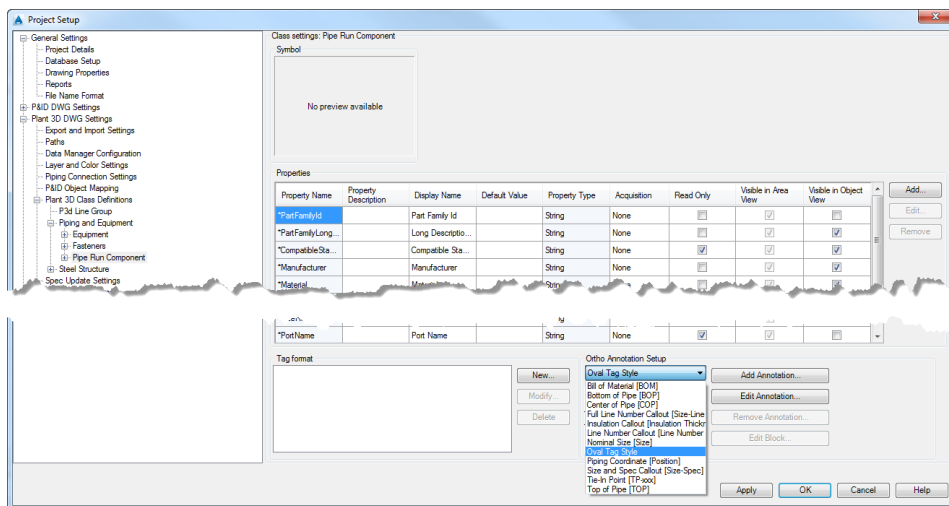 Project Setup
General Settings
Project Details
Database Setup
Drawing Properties
Reports
File Name Format
P&ID DWG Settings
Plant 3D DWG Settings
Export and Import Settings
Paths
Data Manager Configuration
Layer and Color Settings
Piping Connection Settings
P&ID Object Mapping
Plant 3D Class Definitions
P3d Line Group
Piping and Equipment
Equipment
Fasteners
Pipe Run Component
Steel Structure
Spec Update Settings
Class settings: Pipe Run Component
Symbol
No preview available
Properties
Property Name Property Description Display Name Default Value Property Type Acquisition Read Only Visible in Area View Visible in Object View
*PartFamilyId Part Family Id String None
*PartFamilyLong... Long Descriptio... String None
*CompatibleSta... Compatible Sta... String None
*Manufacturer Manufacturer String None
*Material String
*PortName Port Name String None
Add...
Edit...
Remove
Tag format
New...
Modify...
Delete
Ortho Annotation Setup
Oval Tag Style
Bill of Material [BOM]
Bottom of Pipe [BOP]
Center of Pipe [COP]
Full Line Number Callout [Size-Line
Insulation Callout [Insulation Thickr
Line Number Callout [Line Number
Nominal Size [Size]
Oval Tag Style
Piping Coordinate [Position]
Size and Spec Callout [Size-Spec]
Tie-In Point [TP-xxx]
Top of Pipe [TOP]
Add Annotation...
Edit Annotation...
Remove Annotation...
Edit Block...
Apply OK Cancel Help